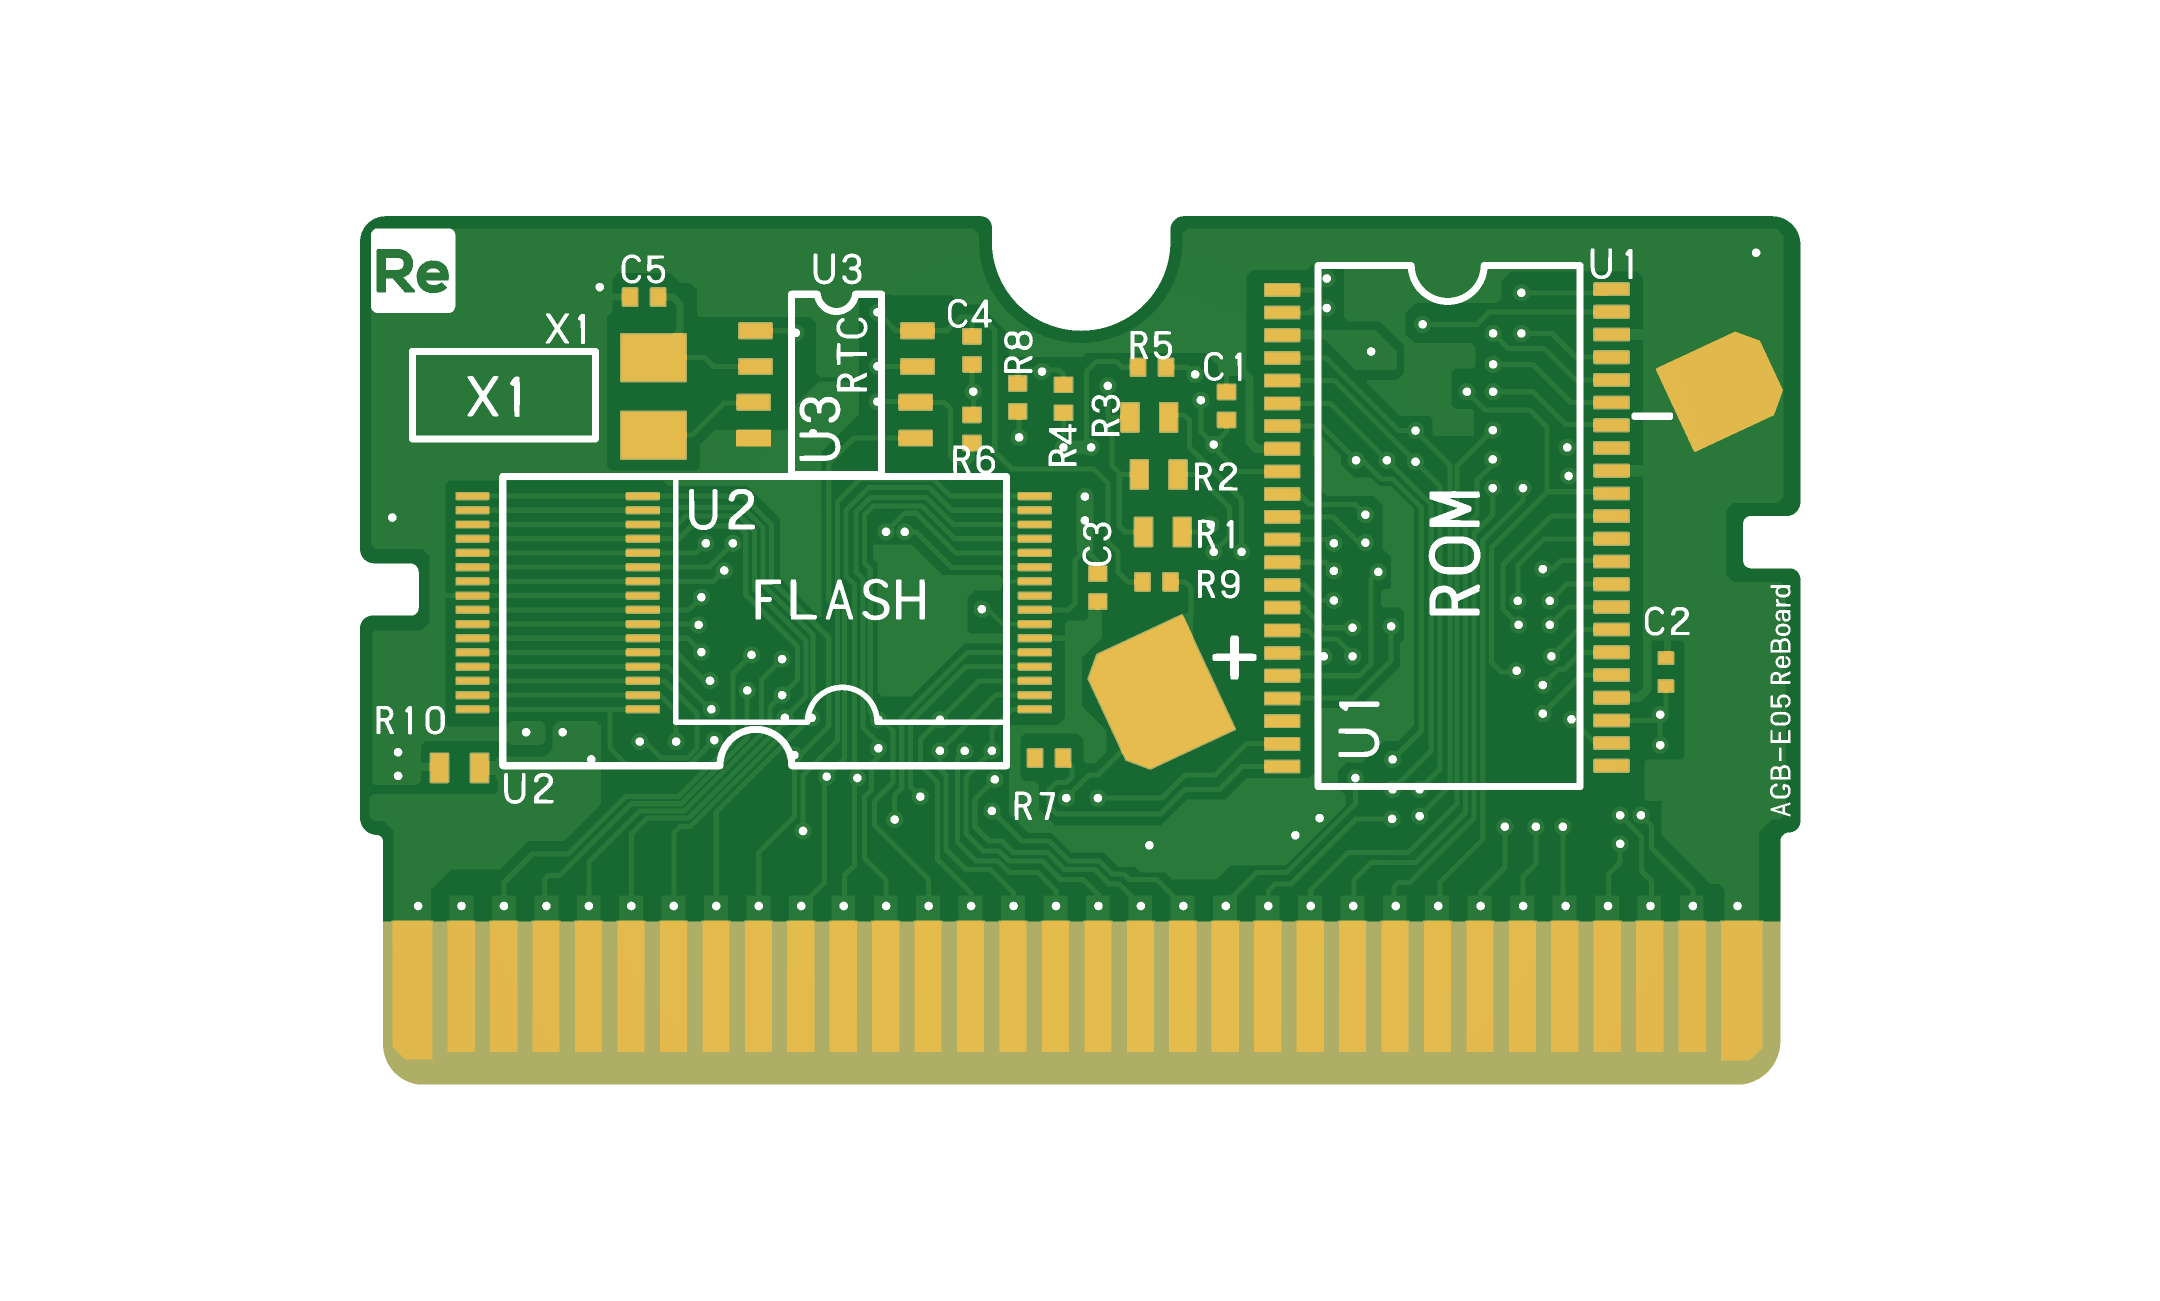 Re
C5
U3
U1
X1
C4
RTC
R8
R5
C1
X1
U3
R3
R4
R6
R2
U2
R1
C3
ROM
FLASH
R9
C2
+
−
R10
U1
U2
R7
AGB-E05 ReBoard